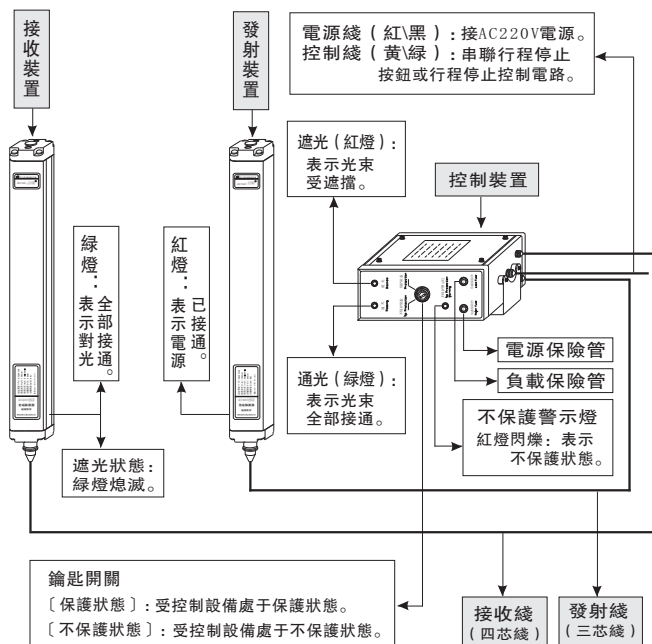 接收裝置
發射裝置
電源綫（紅\黑）：接AC220V電源。
控制綫（黃\緑）：串聯行程停止
按鈕或行程停止控制電路。
遮光（紅燈）：
表示光束
受遮擋。
控制裝置
緑燈：表示對光
全部接通。
紅燈：表示電源
已接通。
通光（緑燈）：
表示光束
全部接通。
電源保險管
負載保險管
不保護警示燈
紅燈閃爍：表示
不保護狀態。
遮光狀態：
緑燈熄滅。
鑰匙開關
〔保護狀態〕：受控制設備處于保護狀態。
〔不保護狀態〕：受控制設備處于不保護狀態。
接收綫
（四芯綫）
發射綫
（三芯綫）